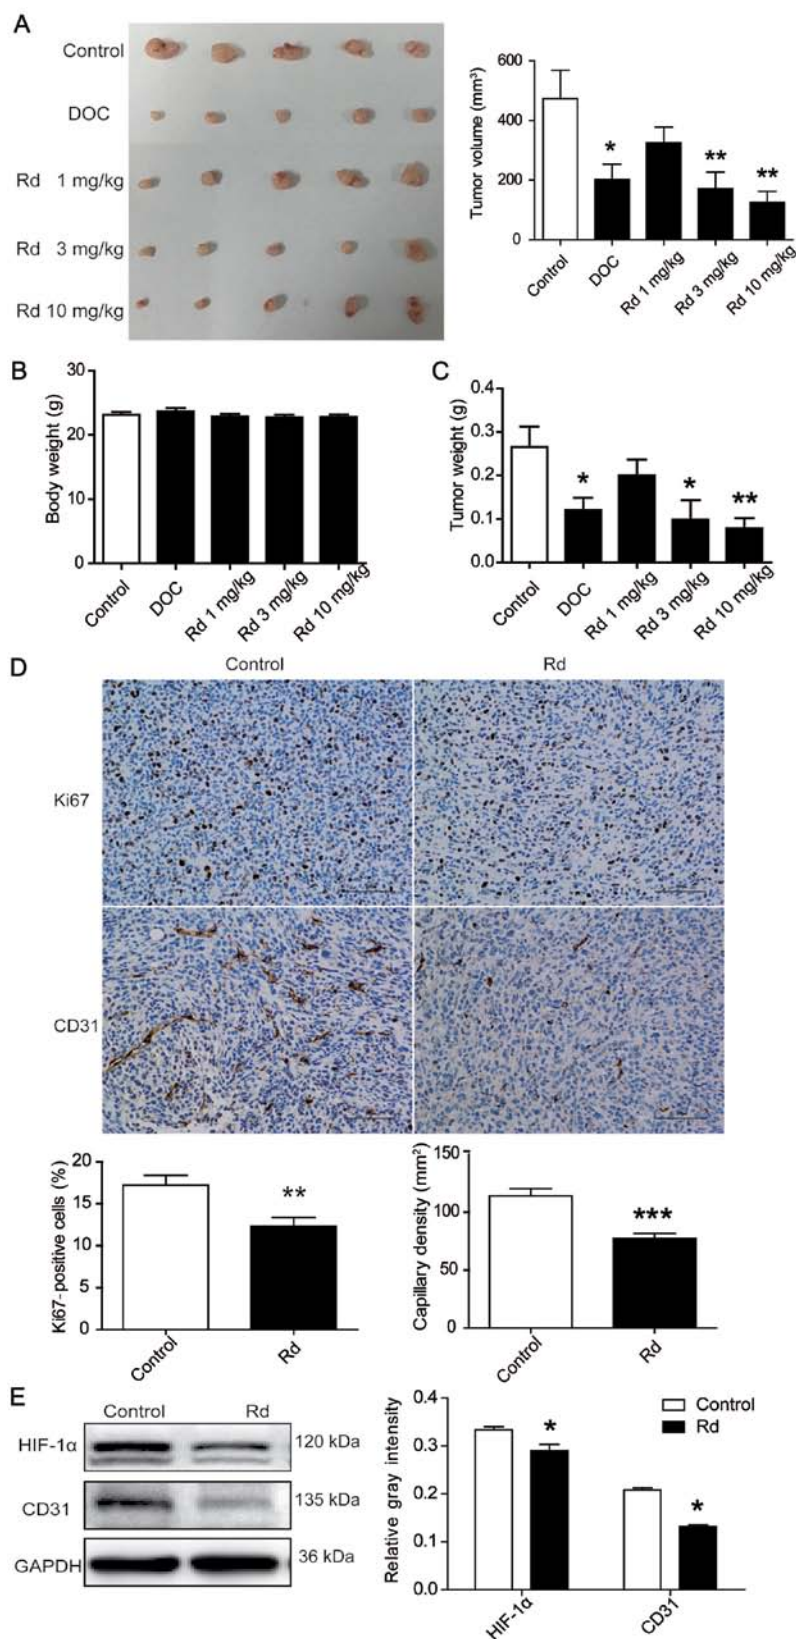 A
Control
DOC
Rd 1 mg/kg
Rd 3 mg/kg
Rd 10 mg/kg
Tumor volume (mm³)
600
400
200
0
*
**
**
Control
DOC
Rd 1 mg/kg
Rd 3 mg/kg
Rd 10 mg/kg
B
Body weight (g)
30
20
10
0
Control
DOC
Rd 1 mg/kg
Rd 3 mg/kg
Rd 10 mg/kg
C
Tumor weight (g)
0.4
0.3
0.2
0.1
0.0
*
*
**
Control
DOC
Rd 1 mg/kg
Rd 3 mg/kg
Rd 10 mg/kg
D
Control Rd
Ki67
CD31
Ki67-positive cells (%)
20
15
10
5
0
**
Control
Rd
Capillary density (mm²)
150
100
50
0
***
Control
Rd
E
Control Rd
HIF-1α 120 kDa
CD31 135 kDa
GAPDH 36 kDa
Relative gray intensity
0.4
0.3
0.2
0.1
0.0
Control
Rd
*
*
HIF-1α
CD31